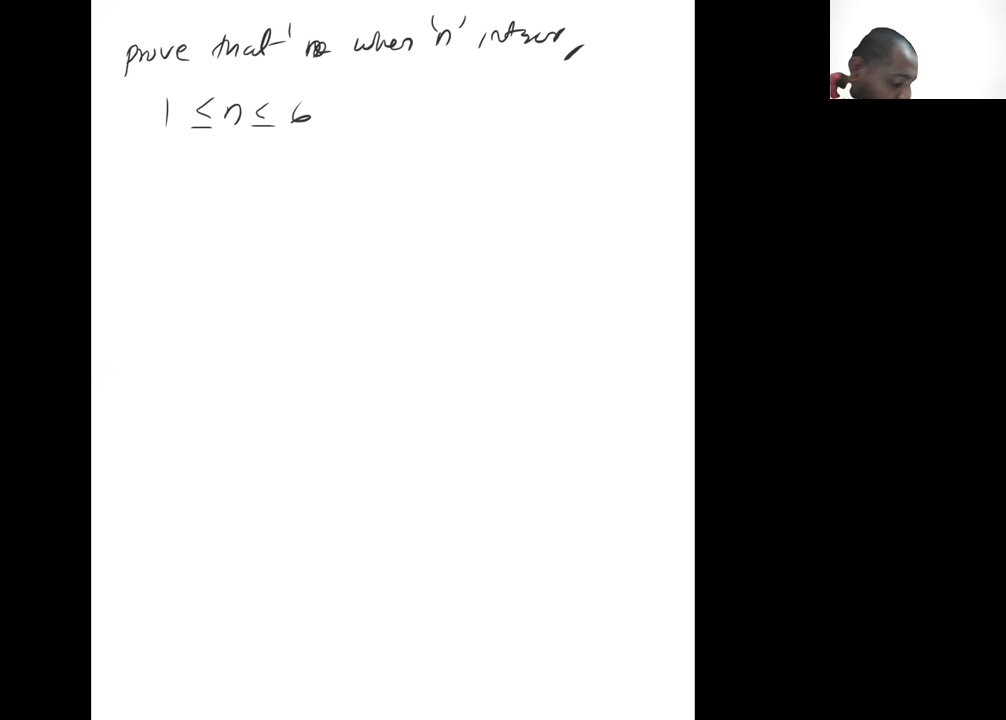 prove that when 'n' integer,
1 ≤ n ≤ 6